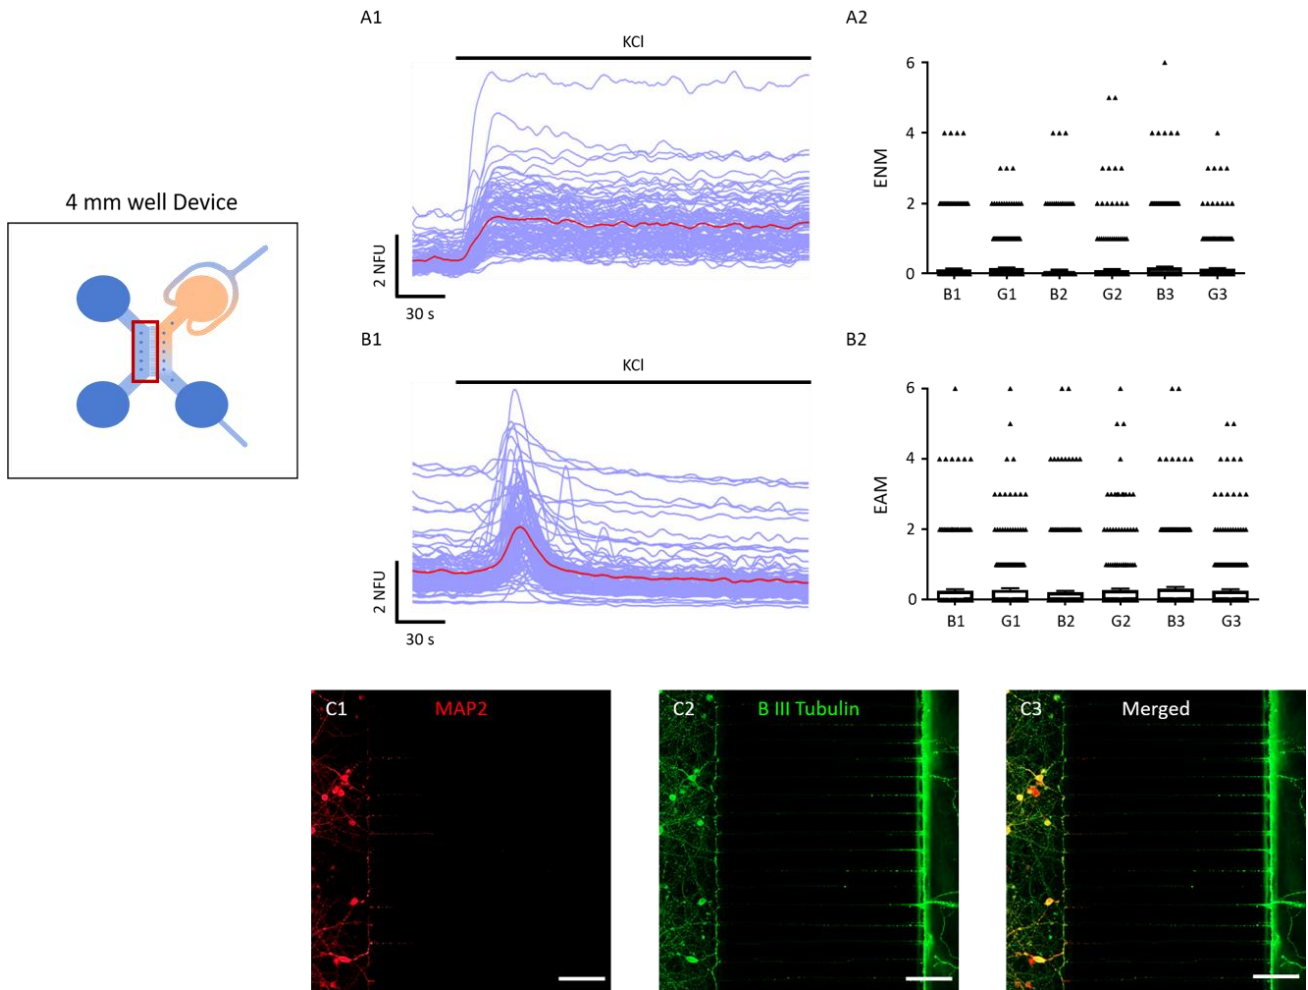 A1
A2
KCl
4 mm well Device
2 NFU
30 s
ENM
6
4
2
0
B1 G1 B2 G2 B3 G3
B1
B2
KCl
2 NFU
30 s
EAM
6
4
2
0
B1 G1 B2 G2 B3 G3
C1 MAP2
C2 B III Tubulin
C3 Merged